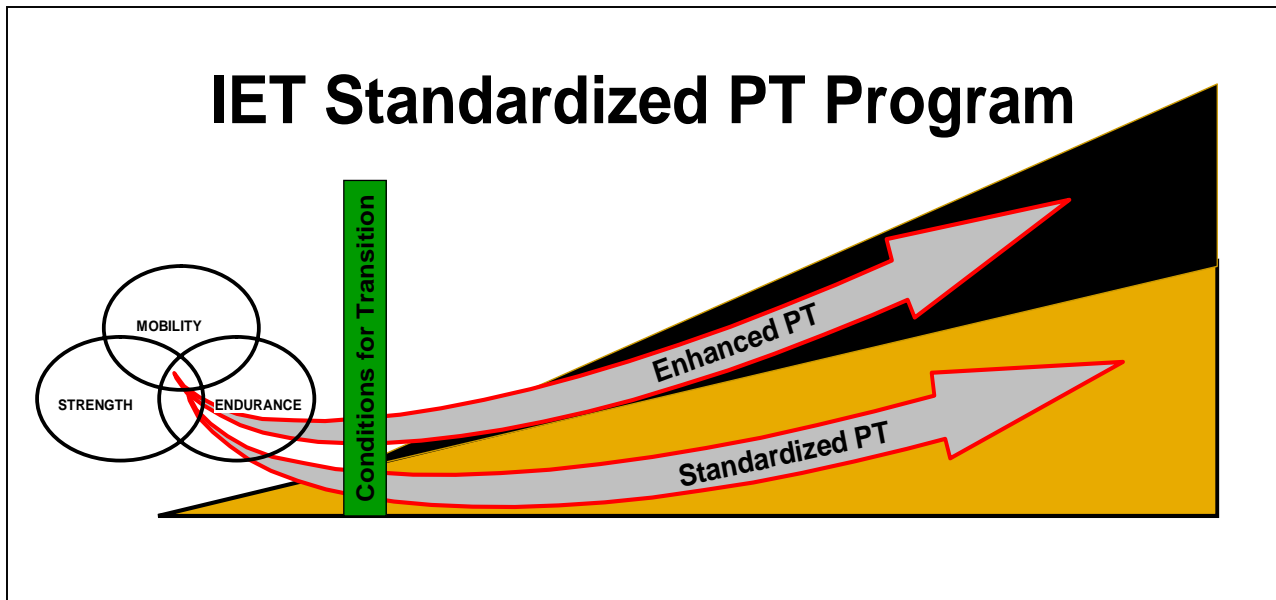 IET Standardized PT Program
Conditions for Transition
MOBILITY
STRENGTH
ENDURANCE
Enhanced PT
Standardized PT